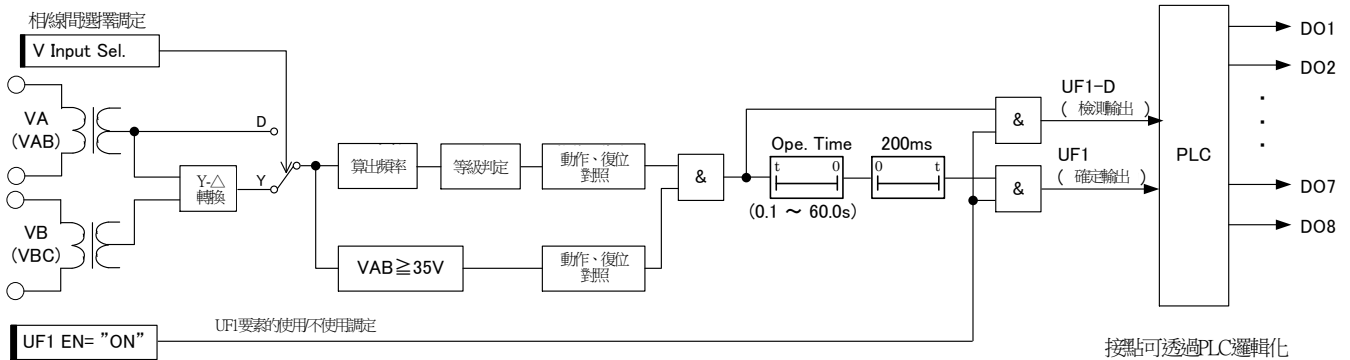 相/線間選擇調定
V Input Sel.
VA
(VAB)
VB
(VBC)
Y-△
轉換
D
Y
算出頻率
等級判定
動作、復位
對照
VAB≧35V
動作、復位
對照
&
Ope. Time
t 0
(0.1 ～ 60.0s)
200ms
0 t
&
&
UF1-D
( 檢測輸出 )
UF1
( 確定輸出 )
PLC
DO1
DO2
DO7
DO8
UF1 EN= ”ON”
UF1要素的使用/不使用調定
接點可透過PLC邏輯化